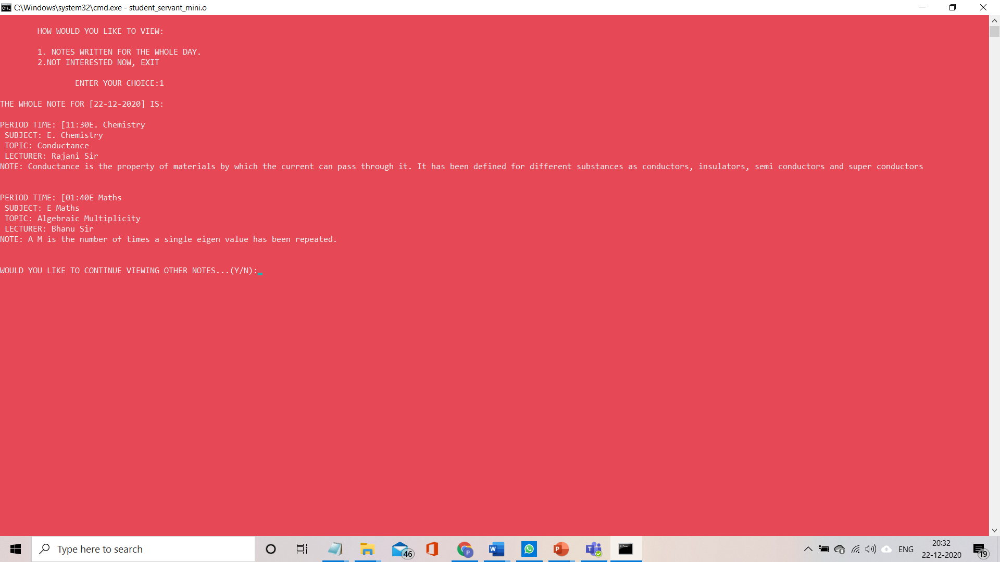 C:\Windows\system32\cmd.exe - student_servant_mini.o
HOW WOULD YOU LIKE TO VIEW:
1. NOTES WRITTEN FOR THE WHOLE DAY.
2.NOT INTERESTED NOW, EXIT
ENTER YOUR CHOICE:1
THE WHOLE NOTE FOR [22-12-2020] IS:
PERIOD TIME: [11:30E. Chemistry
SUBJECT: E. Chemistry
TOPIC: Conductance
LECTURER: Rajani Sir
NOTE: Conductance is the property of materials by which the current can pass through it. It has been defined for different substances as conductors, insulators, semi conductors and super conductors
PERIOD TIME: [01:40E Maths
SUBJECT: E Maths
TOPIC: Algebraic Multiplicity
LECTURER: Bhanu Sir
NOTE: A M is the number of times a single eigen value has been repeated.
WOULD YOU LIKE TO CONTINUE VIEWING OTHER NOTES...(Y/N):
Type here to search
46
P
W
P
T
ENG
20:32
22-12-2020
19